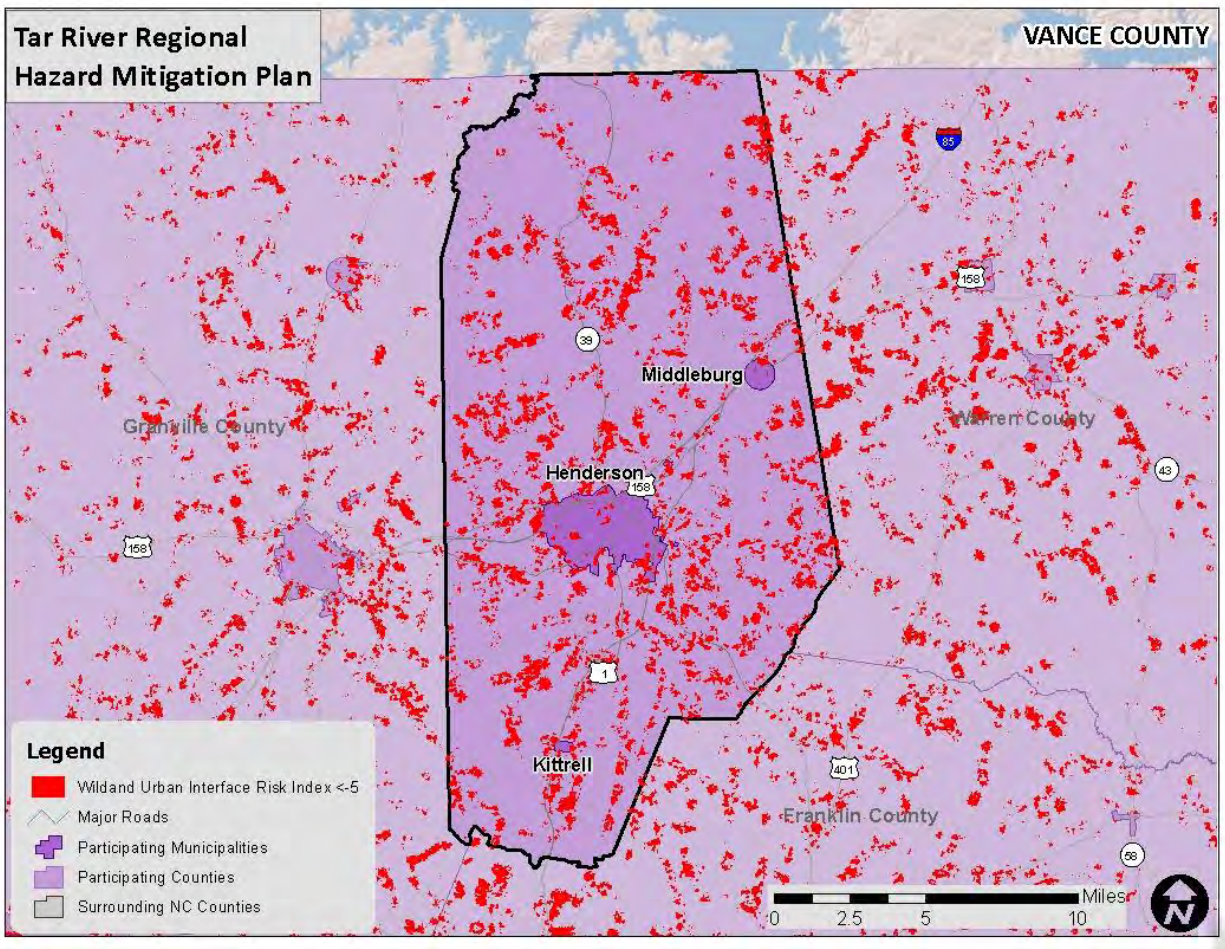 Tar River Regional
Hazard Mitigation Plan
VANCE COUNTY
85
158
39
Middleburg
Granville County
Warren County
43
Henderson
158
158
1
Kittrell
401
Franklin County
58
Legend
Wildand Urban Interface Risk Index <-5
Major Roads
Participating Municipalities
Participating Counties
Surrounding NC Counties
Miles
0 2.5 5 10
N